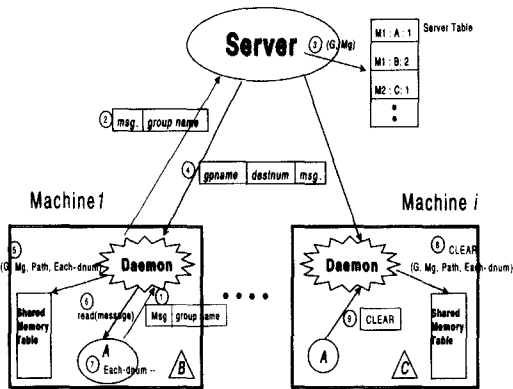 Server
③ (G, Mg)
M1 : A : 1
M1 : B : 2
M2 : C : 1
Server Table
② msg. group name
④ gpname destnum msg.
Machine1
Machine i
⑤
(G. Mg, Path, Each-dnum)
Daemon
Shared
Memory
Table
⑥
read(message)
①
Msg group name
A
⑦ Each-dnum --
B
Daemon
⑧ CLEAR
(G, Mg, Path, Each-dnum)
⑨ CLEAR
A
C
Shared
Memory
Table